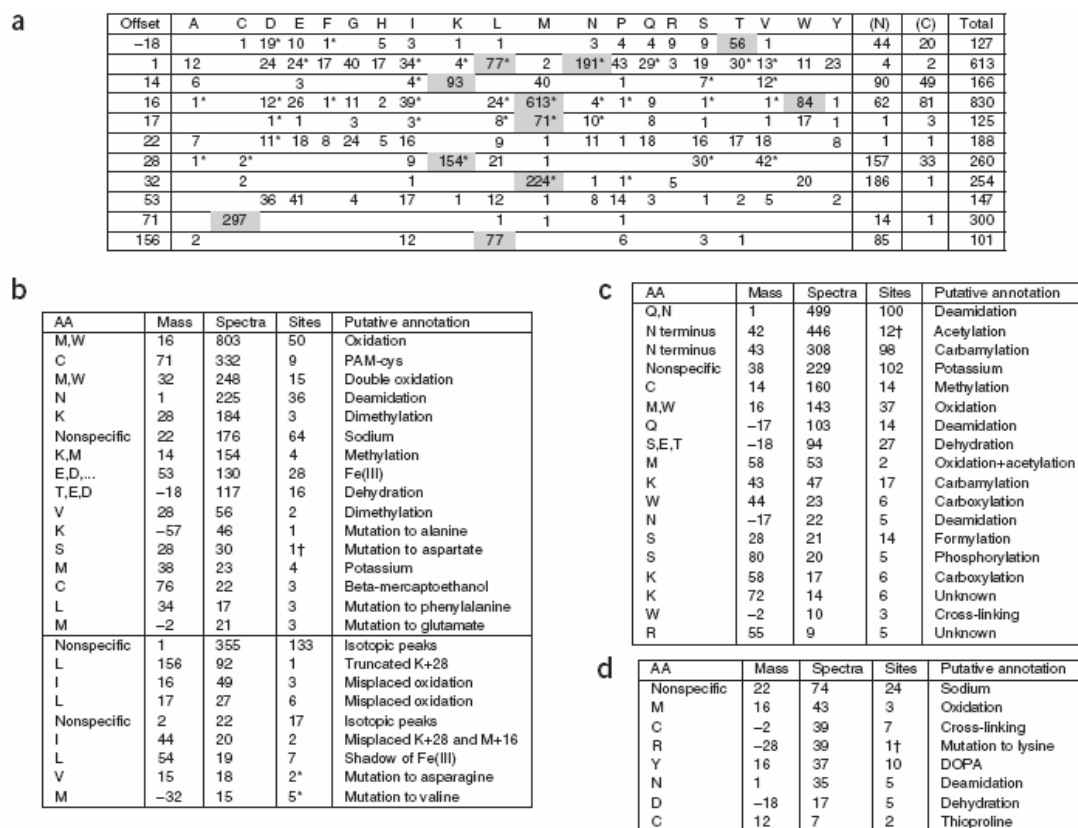 a
Offset A C D E F G H I K L M N P Q R S T V W Y (N) (C) Total
−18 1 19* 10 1* 5 3 1 1 3 4 4 9 9 56 1 44 20 127
1 12 24 24* 17 40 17 34* 4* 77* 2 191* 43 29* 3 19 30* 13* 11 23 4 2 613
14 6 3 4* 93 40 1 7* 12* 90 49 166
16 1* 12* 26 1* 11 2 39* 24* 613* 4* 1* 9 1* 1* 84 1 62 81 830
17 1* 1 3 3* 8* 71* 10* 8 1 1 17 1 1 3 125
22 7 11* 18 8 24 5 16 9 1 11 1 18 16 17 18 8 1 1 188
28 1* 2* 9 154* 21 1 30* 42* 157 33 260
32 2 1 224* 1 1* 5 20 186 1 254
53 36 41 4 17 1 12 1 8 14 3 1 2 5 2 147
71 297 1 1 1 14 1 300
156 2 12 77 6 3 1 85 101
b
AA Mass Spectra Sites Putative annotation
M,W 16 803 50 Oxidation
C 71 332 9 PAM-cys
M,W 32 248 15 Double oxidation
N 1 225 36 Deamidation
K 28 184 3 Dimethylation
Nonspecific 22 176 64 Sodium
K,M 14 154 4 Methylation
E,D,... 53 130 28 Fe(III)
T,E,D −18 117 16 Dehydration
V 28 56 2 Dimethylation
K −57 46 1 Mutation to alanine
S 28 30 1† Mutation to aspartate
M 38 23 4 Potassium
C 76 22 3 Beta-mercaptoethanol
L 34 17 3 Mutation to phenylalanine
M −2 21 3 Mutation to glutamate
Nonspecific 1 355 133 Isotopic peaks
L 156 92 1 Truncated K+28
I 16 49 3 Misplaced oxidation
L 17 27 6 Misplaced oxidation
Nonspecific 2 22 17 Isotopic peaks
I 44 20 2 Misplaced K+28 and M+16
L 54 19 7 Shadow of Fe(III)
V 15 18 2* Mutation to asparagine
M −32 15 5* Mutation to valine
c
AA Mass Spectra Sites Putative annotation
Q,N 1 499 100 Deamidation
N terminus 42 446 12† Acetylation
N terminus 43 308 98 Carbamylation
Nonspecific 38 229 102 Potassium
C 14 160 14 Methylation
M,W 16 143 37 Oxidation
Q −17 103 14 Deamidation
S,E,T −18 94 27 Dehydration
M 58 53 2 Oxidation+acetylation
K 43 47 17 Carbamylation
W 44 23 6 Carboxylation
N −17 22 5 Deamidation
S 28 21 14 Formylation
S 80 20 5 Phosphorylation
K 58 17 6 Carboxylation
K 72 14 6 Unknown
W −2 10 3 Cross-linking
R 55 9 5 Unknown
d
AA Mass Spectra Sites Putative annotation
Nonspecific 22 74 24 Sodium
M 16 43 3 Oxidation
C −2 39 7 Cross-linking
R −28 39 1† Mutation to lysine
Y 16 37 10 DOPA
N 1 35 5 Deamidation
D −18 17 5 Dehydration
C 12 7 2 Thioproline